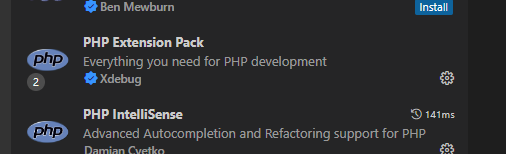 Ben Mewburn
Install
php
PHP Extension Pack
Everything you need for PHP development
2
Xdebug
php
PHP IntelliSense
141ms
Advanced Autocompletion and Refactoring support for PHP
Damian Cvetko